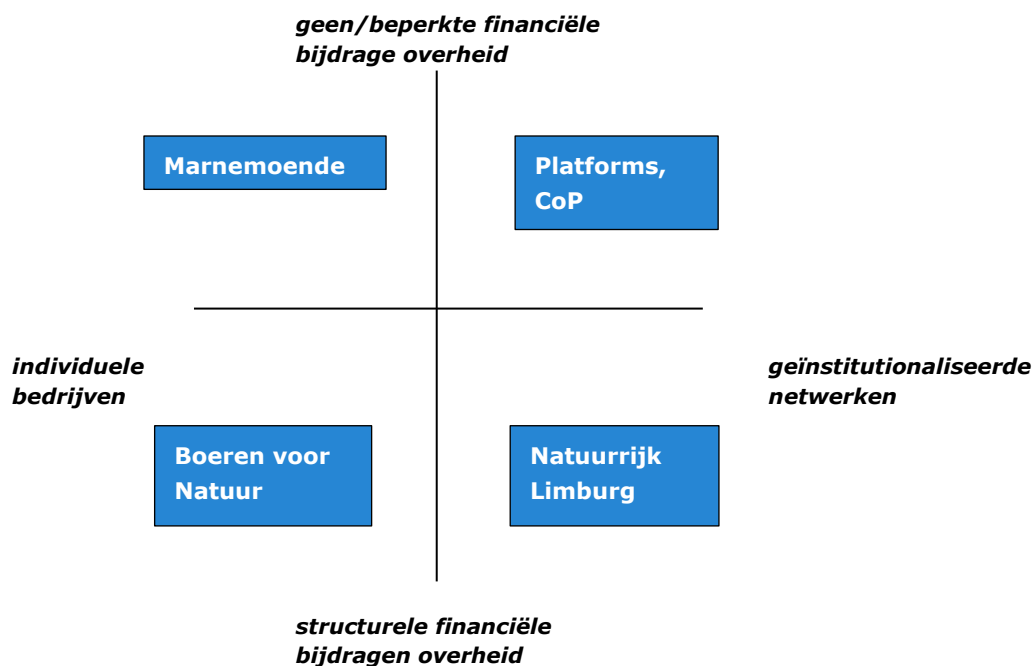 geen/beperkte financiële
bijdrage overheid
Marnemoende
Platforms,
CoP
individuele
bedrijven
geïnstitutionaliseerde
netwerken
Boeren voor
Natuur
Natuurrijk
Limburg
structurele financiële
bijdragen overheid